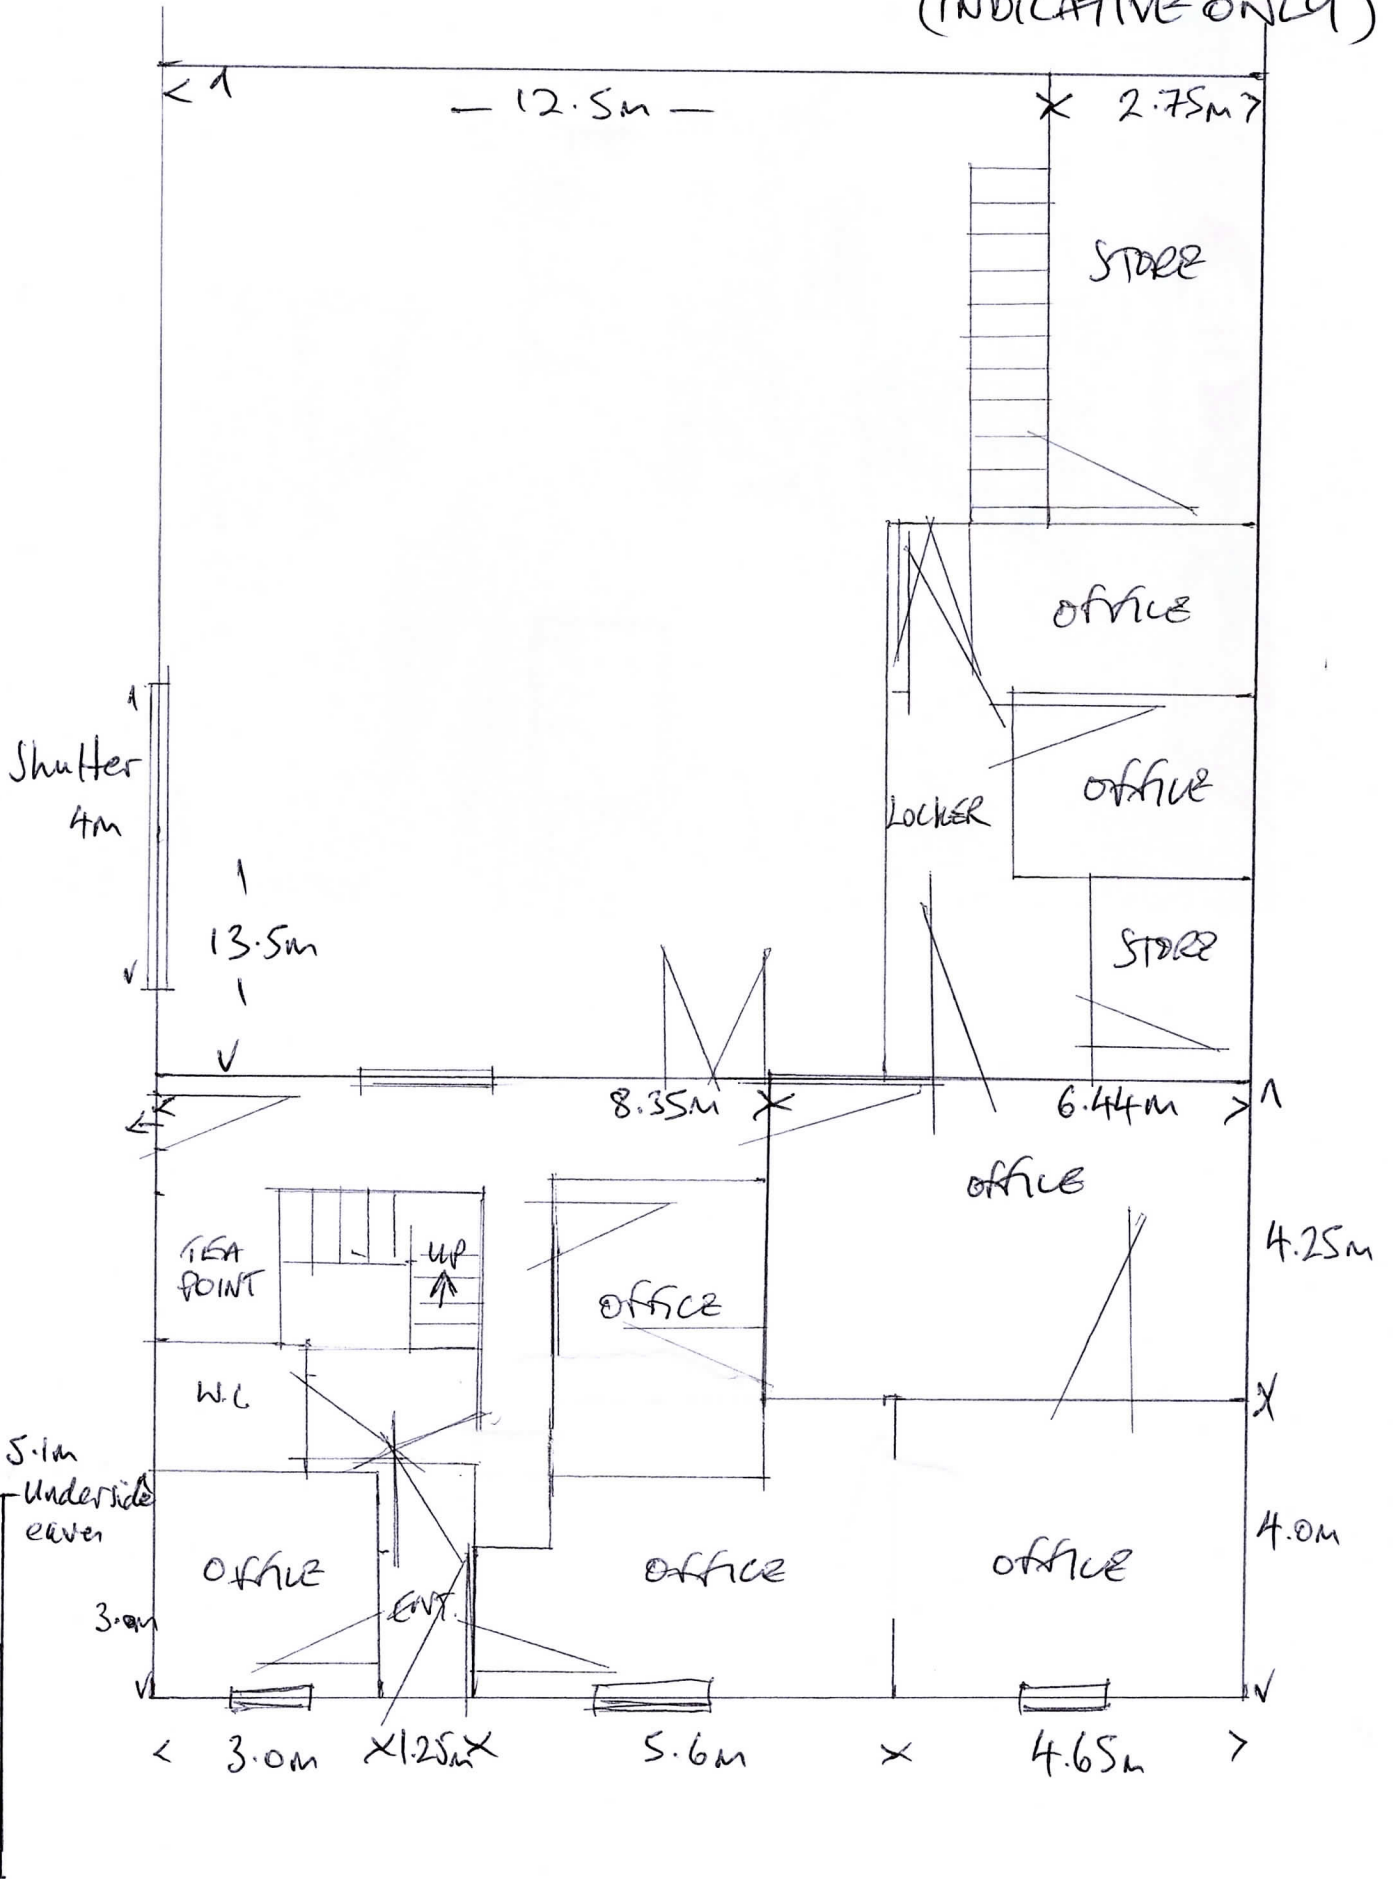 (INDICATIVE ONLY)
12.5m
2.75m
STORE
OFFICE
Shutter
4m
OFFICE
LOCKER
13.5m
STORE
8.35m
6.44m
OFFICE
TEA
POINT
UP
OFFICE
4.25m
W.C
5.1m
Underside
eaves
OFFICE
OFFICE
OFFICE
4.0m
3.0m
ENT.
3.0m
1.25m
5.6m
4.65m